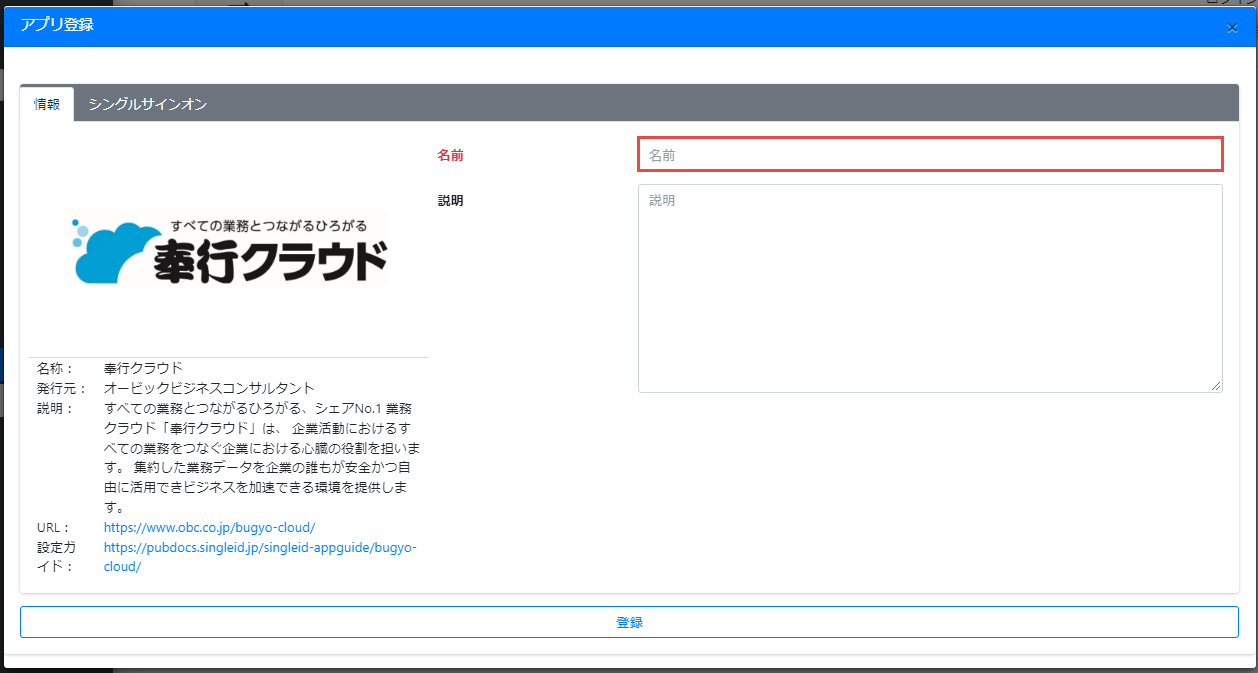 アプリ登録
×
情報 シングルサインオン
名前 名前
説明 説明
すべての業務とつながるひろがる
奉行クラウド
名称： 奉行クラウド
発行元： オービックビジネスコンサルタント
説明： すべての業務とつながるひろがる、シェアNo.1 業務
クラウド「奉行クラウド」は、 企業活動におけるす
べての業務をつなぐ企業における心臓の役割を担いま
す。 集約した業務データを企業の誰もが安全かつ自
由に活用できビジネスを加速できる環境を提供しま
す。
URL： https://www.obc.co.jp/bugyo-cloud/
設定ガ https://pubdocs.singleid.jp/singleid-appguide/bugyo-
イド： cloud/
登録